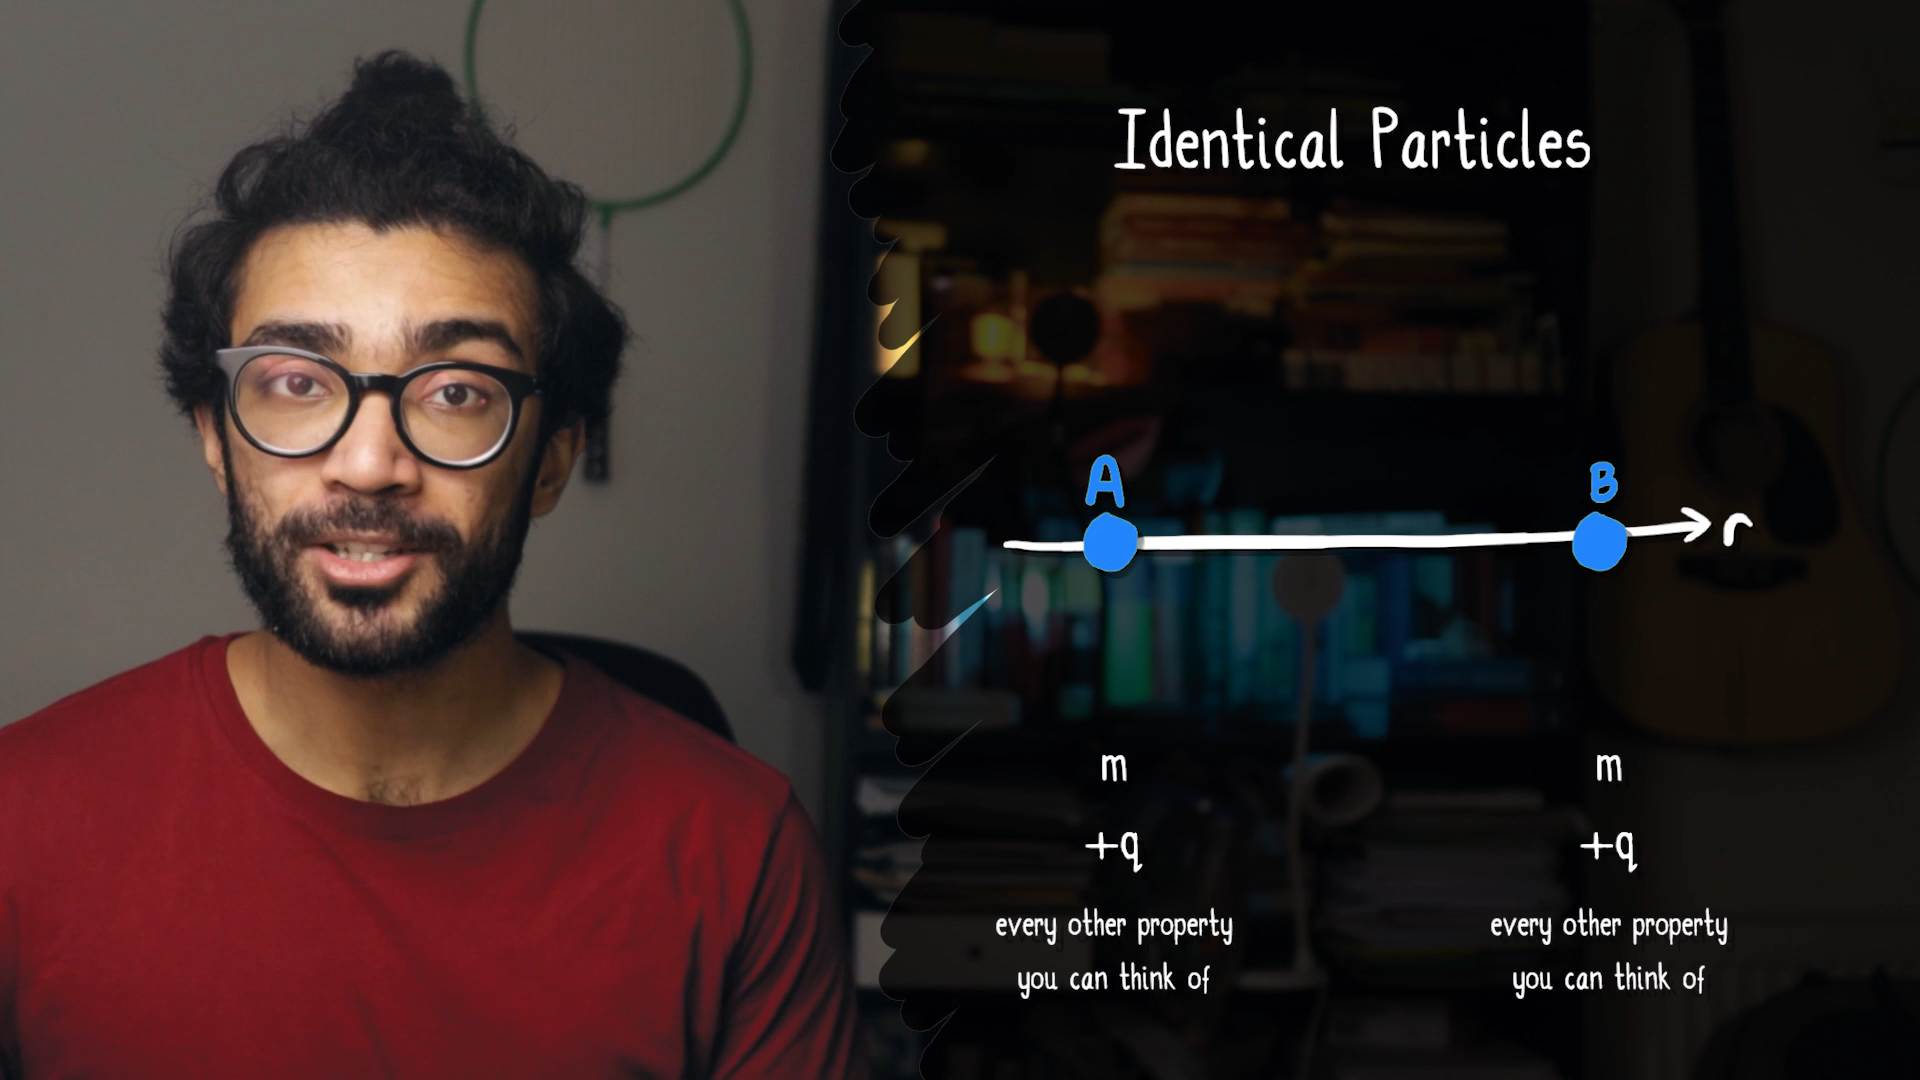 Identical Particles
A B
r
m m
+q +q
every other property every other property
you can think of you can think of